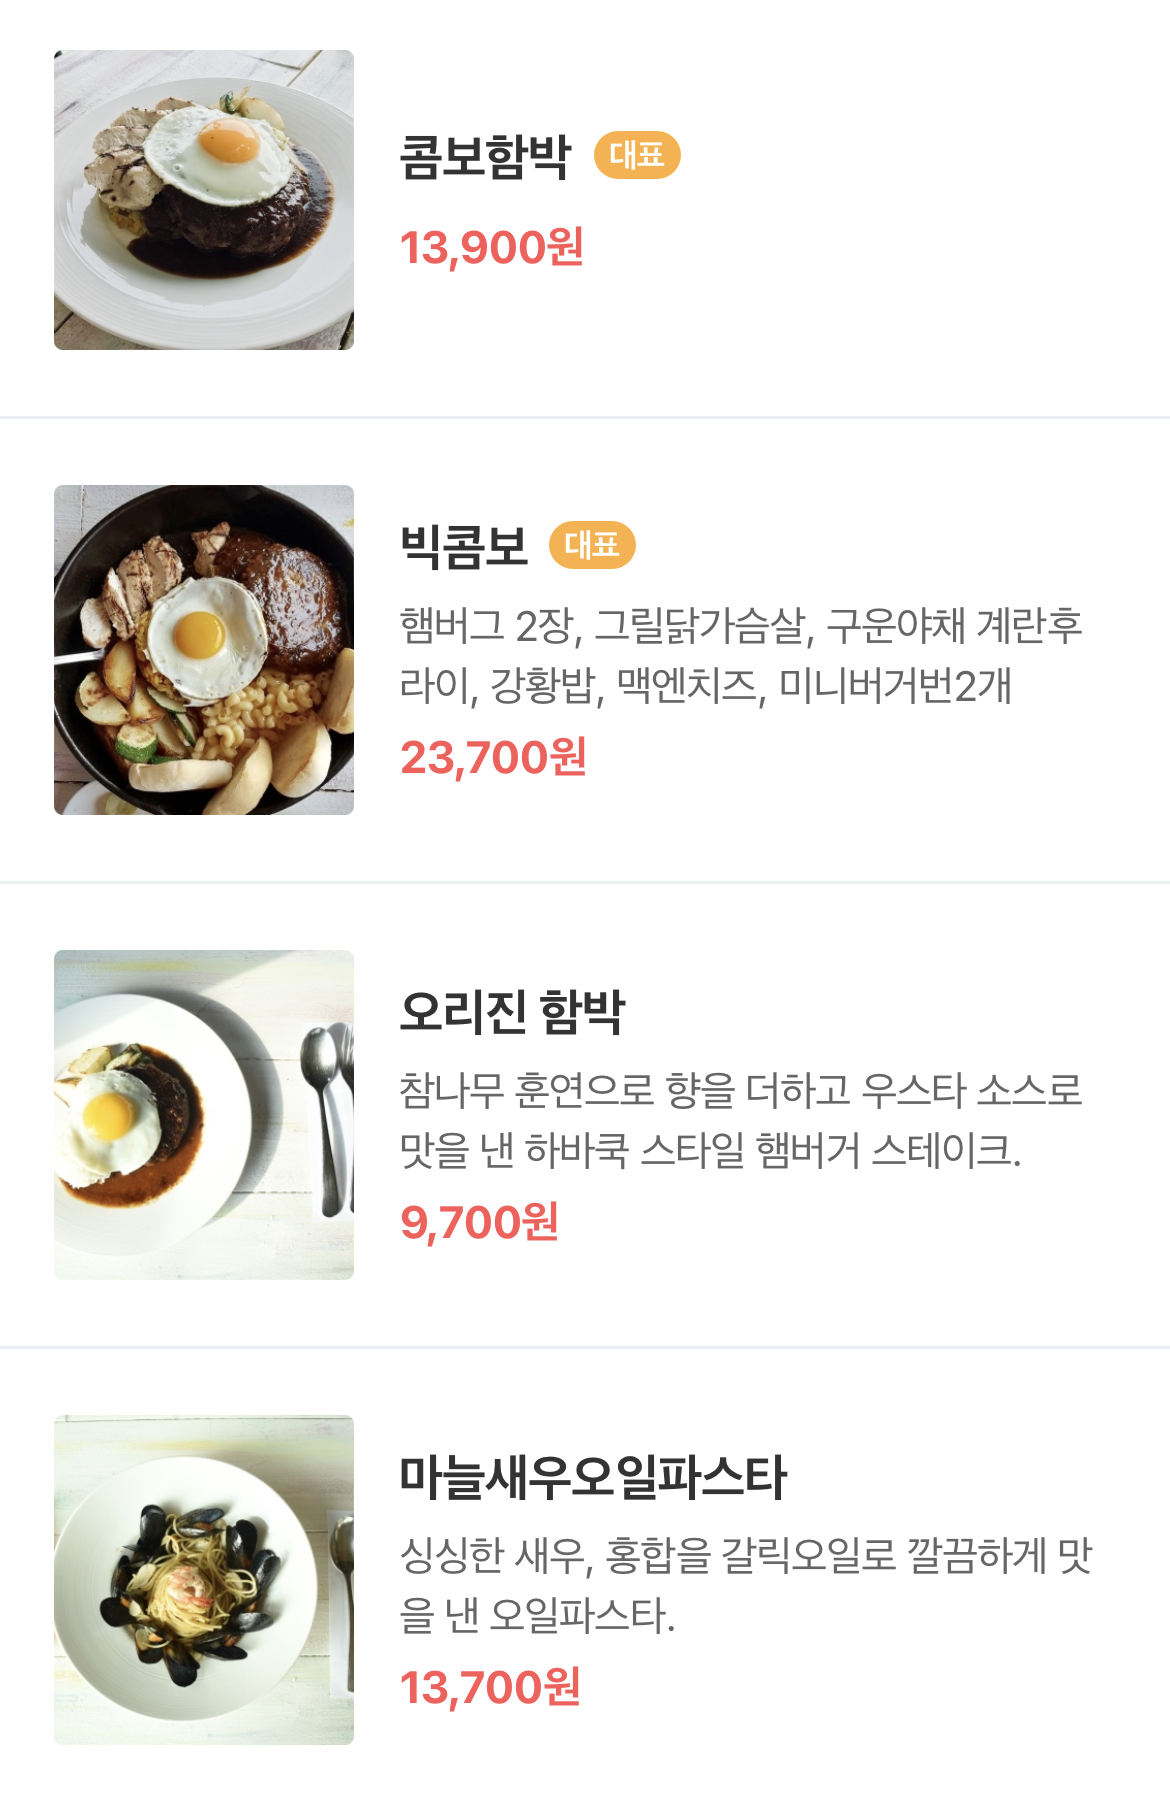 콤보함박 대표
13,900원
빅콤보 대표
햄버그 2장, 그릴닭가슴살, 구운야채 계란후
라이, 강황밥, 맥엔치즈, 미니버거번2개
23,700원
오리진 함박
참나무 훈연으로 향을 더하고 우스타 소스로
맛을 낸 하바쿡 스타일 햄버거 스테이크.
9,700원
마늘새우오일파스타
싱싱한 새우, 홍합을 갈릭오일로 깔끔하게 맛
을 낸 오일파스타.
13,700원